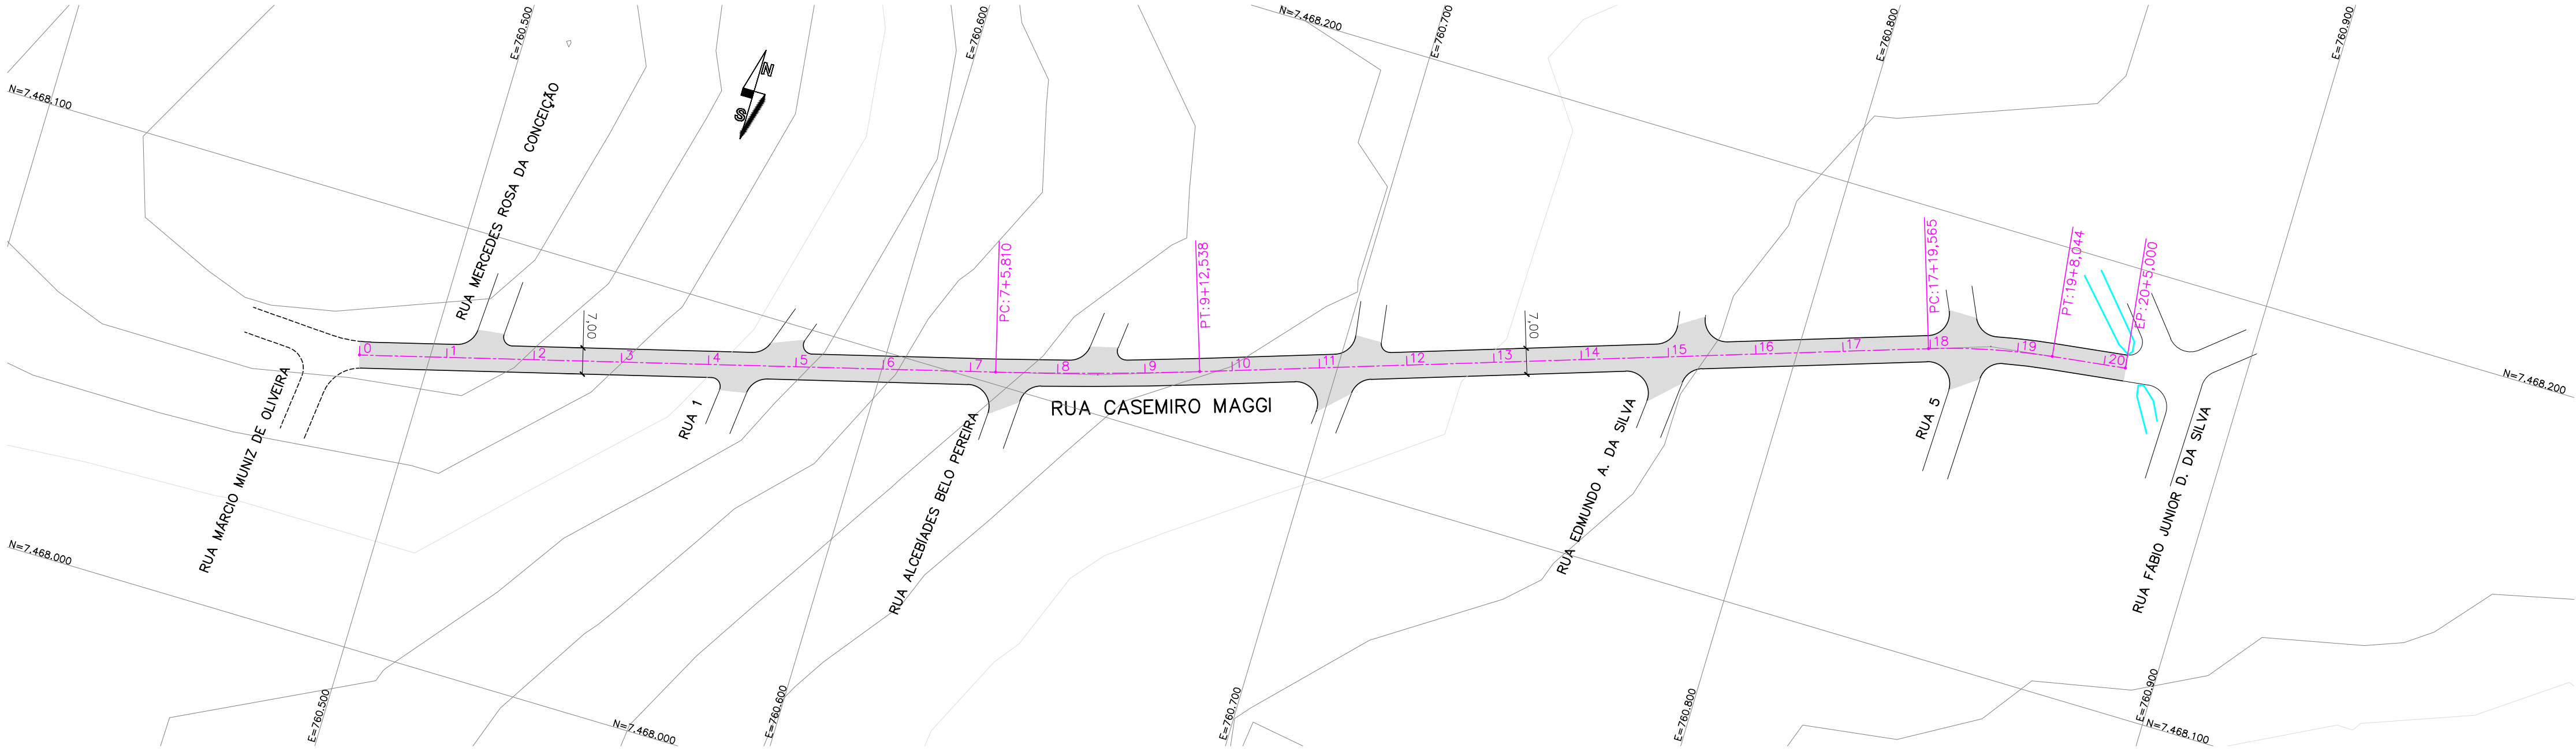 E=760.500
E=760.600
N=7.468.200
E=760.700
E=760.800
E=760.900
N=7.468.100
N
S
RUA MERCEDES ROSA DA CONCEIÇÃO
PC:7+5,810
PT:9+12,538
PC:17+19,565
PT:19+8,044
EP:20+5,000
7,00
7,00
0
1
2
3
4
5
6
7
8
9
10
11
12
13
14
15
16
17
18
19
20
N=7.468.200
RUA CASEMIRO MAGGI
RUA MÁRCIO MUNIZ DE OLIVEIRA
RUA 1
RUA ALCEBIADES BELO PEREIRA
RUA EDMUNDO A. DA SILVA
RUA 5
RUA FÁBIO JUNIOR D. DA SILVA
N=7.468.000
E=760.500
N=7.468.000
E=760.600
E=760.700
E=760.800
E=760.900
N=7.468.100